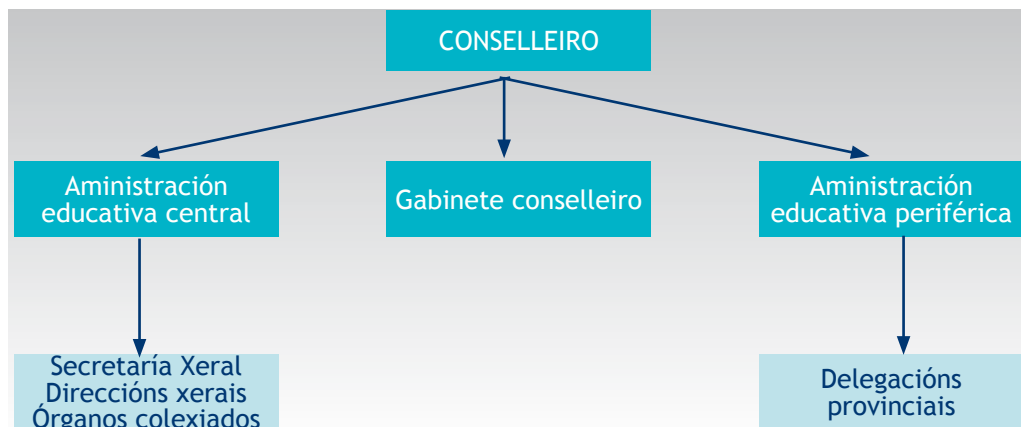 CONSELLEIRO
Aministración
educativa central
Gabinete conselleiro
Aministración
educativa periférica
Secretaría Xeral
Direccións xerais
Órganos colexiados
Delegacións
provinciais